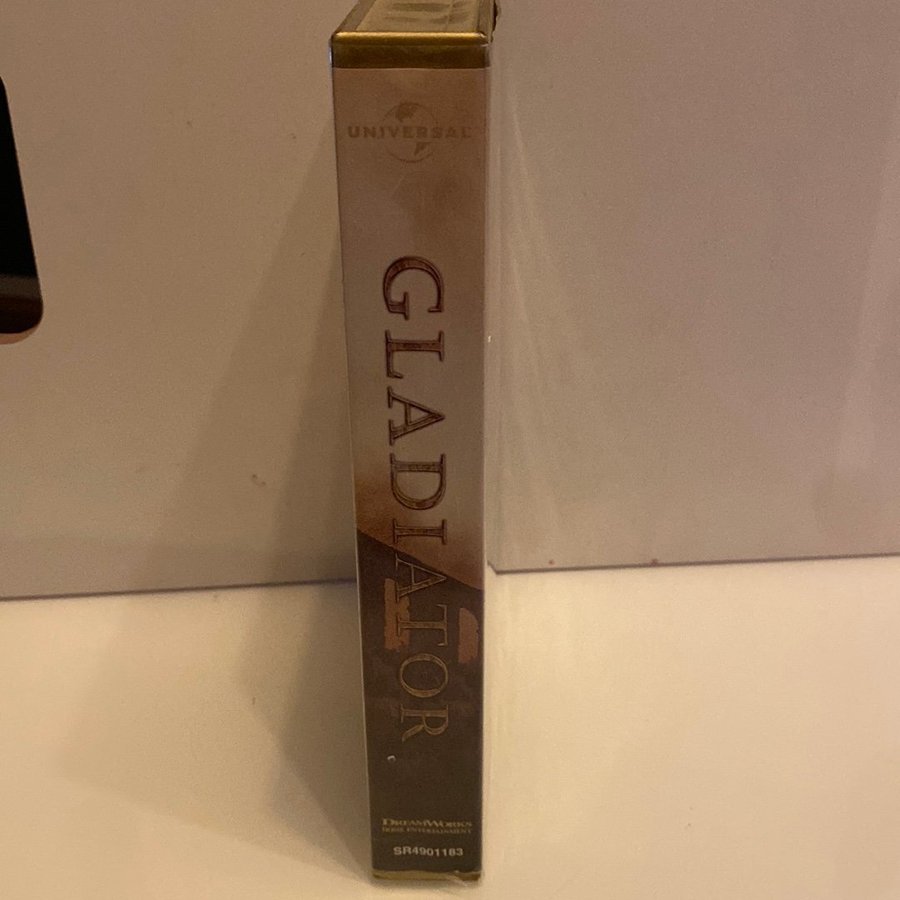 UNIVERSAL
GLADIATOR
DREAMWORKS
HOME ENTERTAINMENT
SR4901183